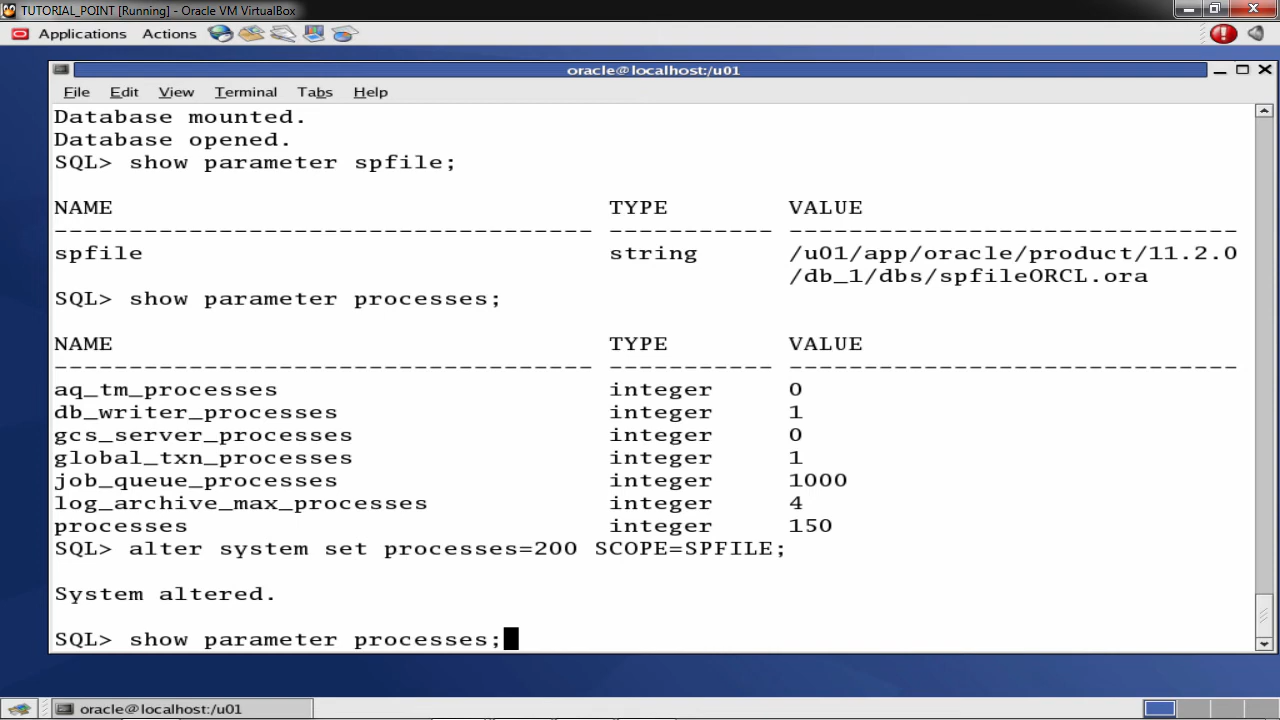 TUTORIAL_POINT [Running] - Oracle VM VirtualBox
Applications Actions
oracle@localhost:/u01
File Edit View Terminal Tabs Help
Database mounted.
Database opened.
SQL> show parameter spfile;
NAME TYPE VALUE
------------------------------------ ----------- ------------------------------
spfile string /u01/app/oracle/product/11.2.0
/db_1/dbs/spfileORCL.ora
SQL> show parameter processes;
NAME TYPE VALUE
------------------------------------ ----------- ------------------------------
aq_tm_processes integer 0
db_writer_processes integer 1
gcs_server_processes integer 0
global_txn_processes integer 1
job_queue_processes integer 1000
log_archive_max_processes integer 4
processes integer 150
SQL> alter system set processes=200 SCOPE=SPFILE;
System altered.
SQL> show parameter processes;
oracle@localhost:/u01